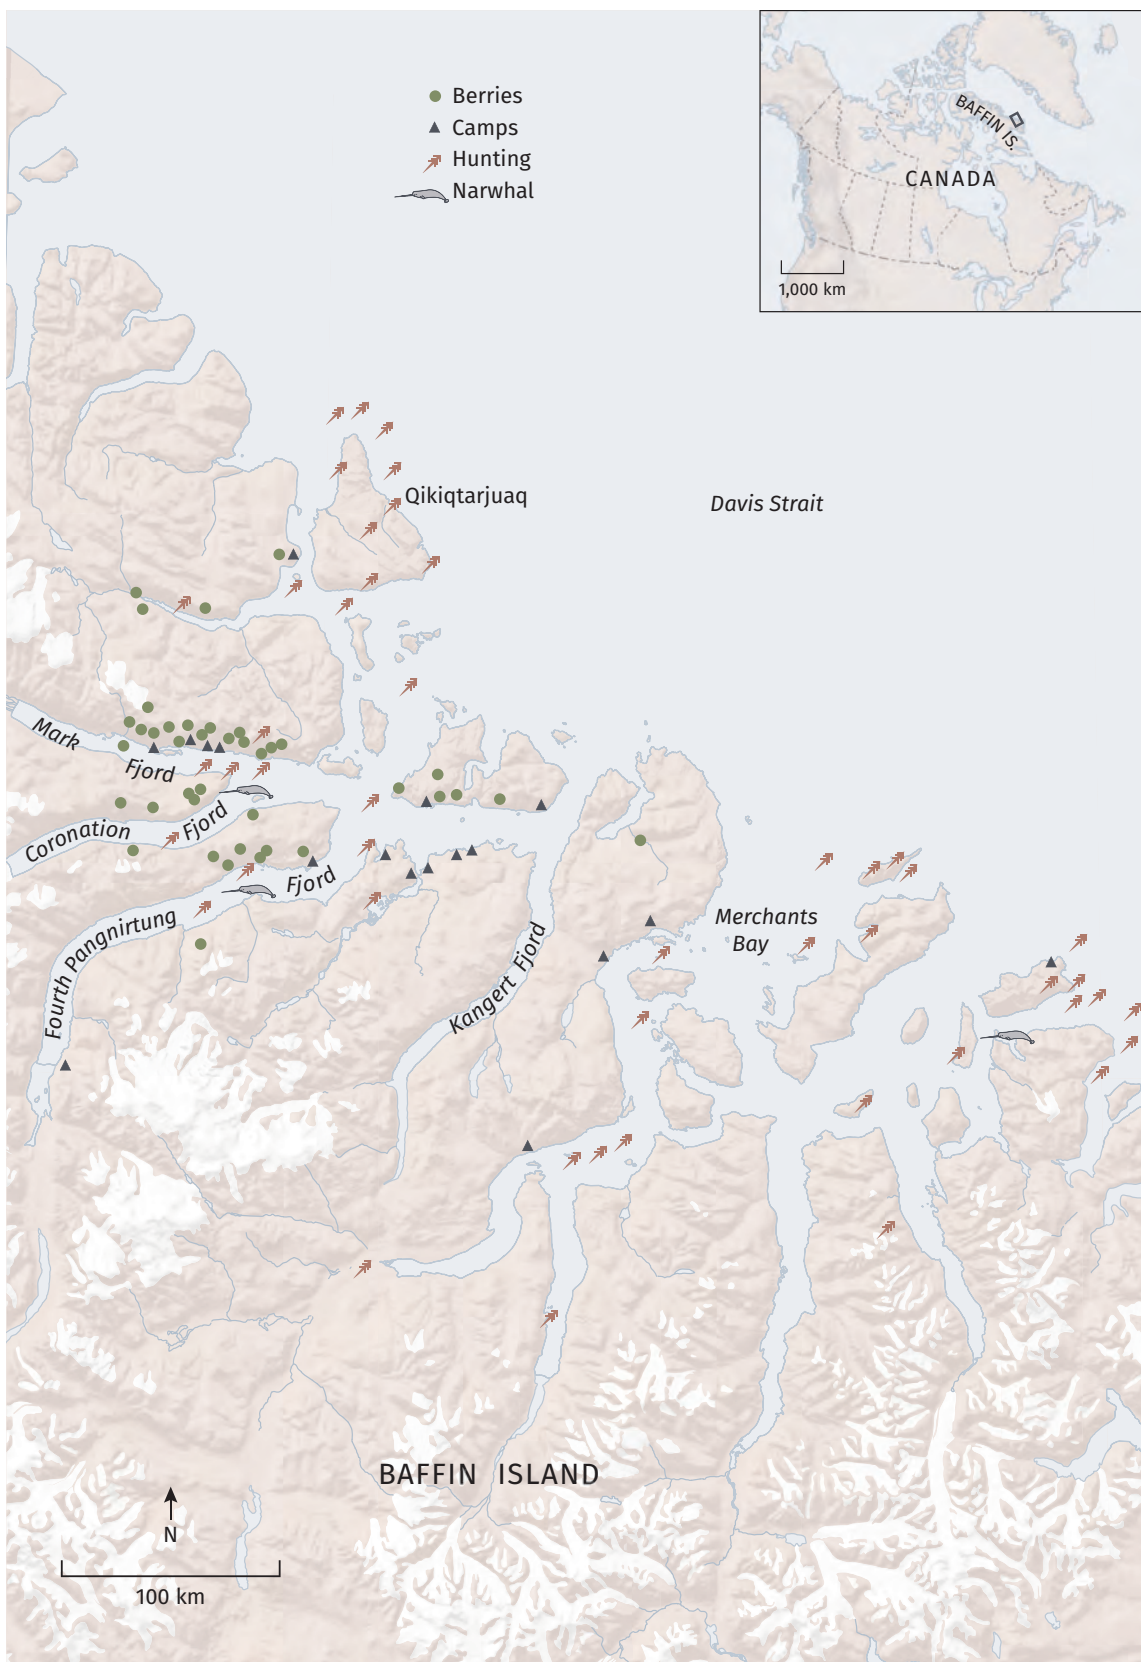 Berries
Camps
Hunting
Narwhal
BAFFIN IS.
CANADA
1,000 km
Qikiqtarjuaq
Davis Strait
Mark
Fjord
Coronation
Fjord
Fourth Pangnirtung
Fjord
Kangert Fjord
Merchants
Bay
BAFFIN ISLAND
N
100 km